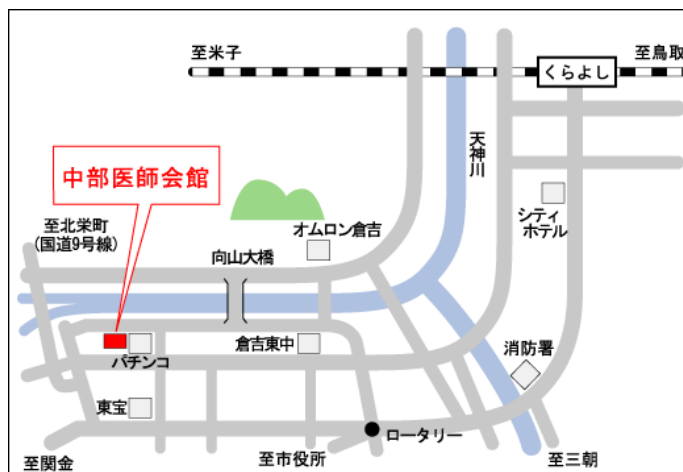 至米子
至鳥取
くらよし
天神川
中部医師会館
シティ
ホテル
至北栄町
(国道9号線)
オムロン倉吉
向山大橋
倉吉東中
消防署
パチンコ
東宝
ロータリー
至関金
至市役所
至三朝